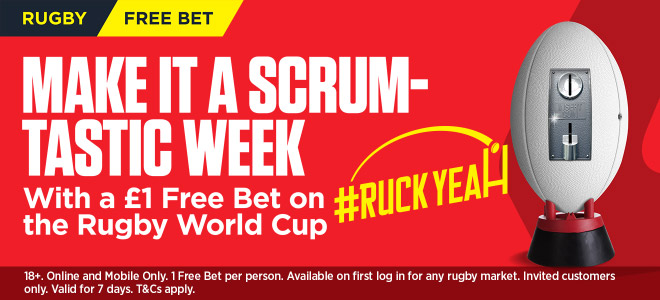 RUGBY FREE BET
MAKE IT A SCRUM-
TASTIC WEEK
With a £1 Free Bet on
the Rugby World Cup
#RUCK YEAH
18+. Online and Mobile Only. 1 Free Bet per person. Available on first log in for any rugby market. Invited customers
only. Valid for 7 days. T&Cs apply.